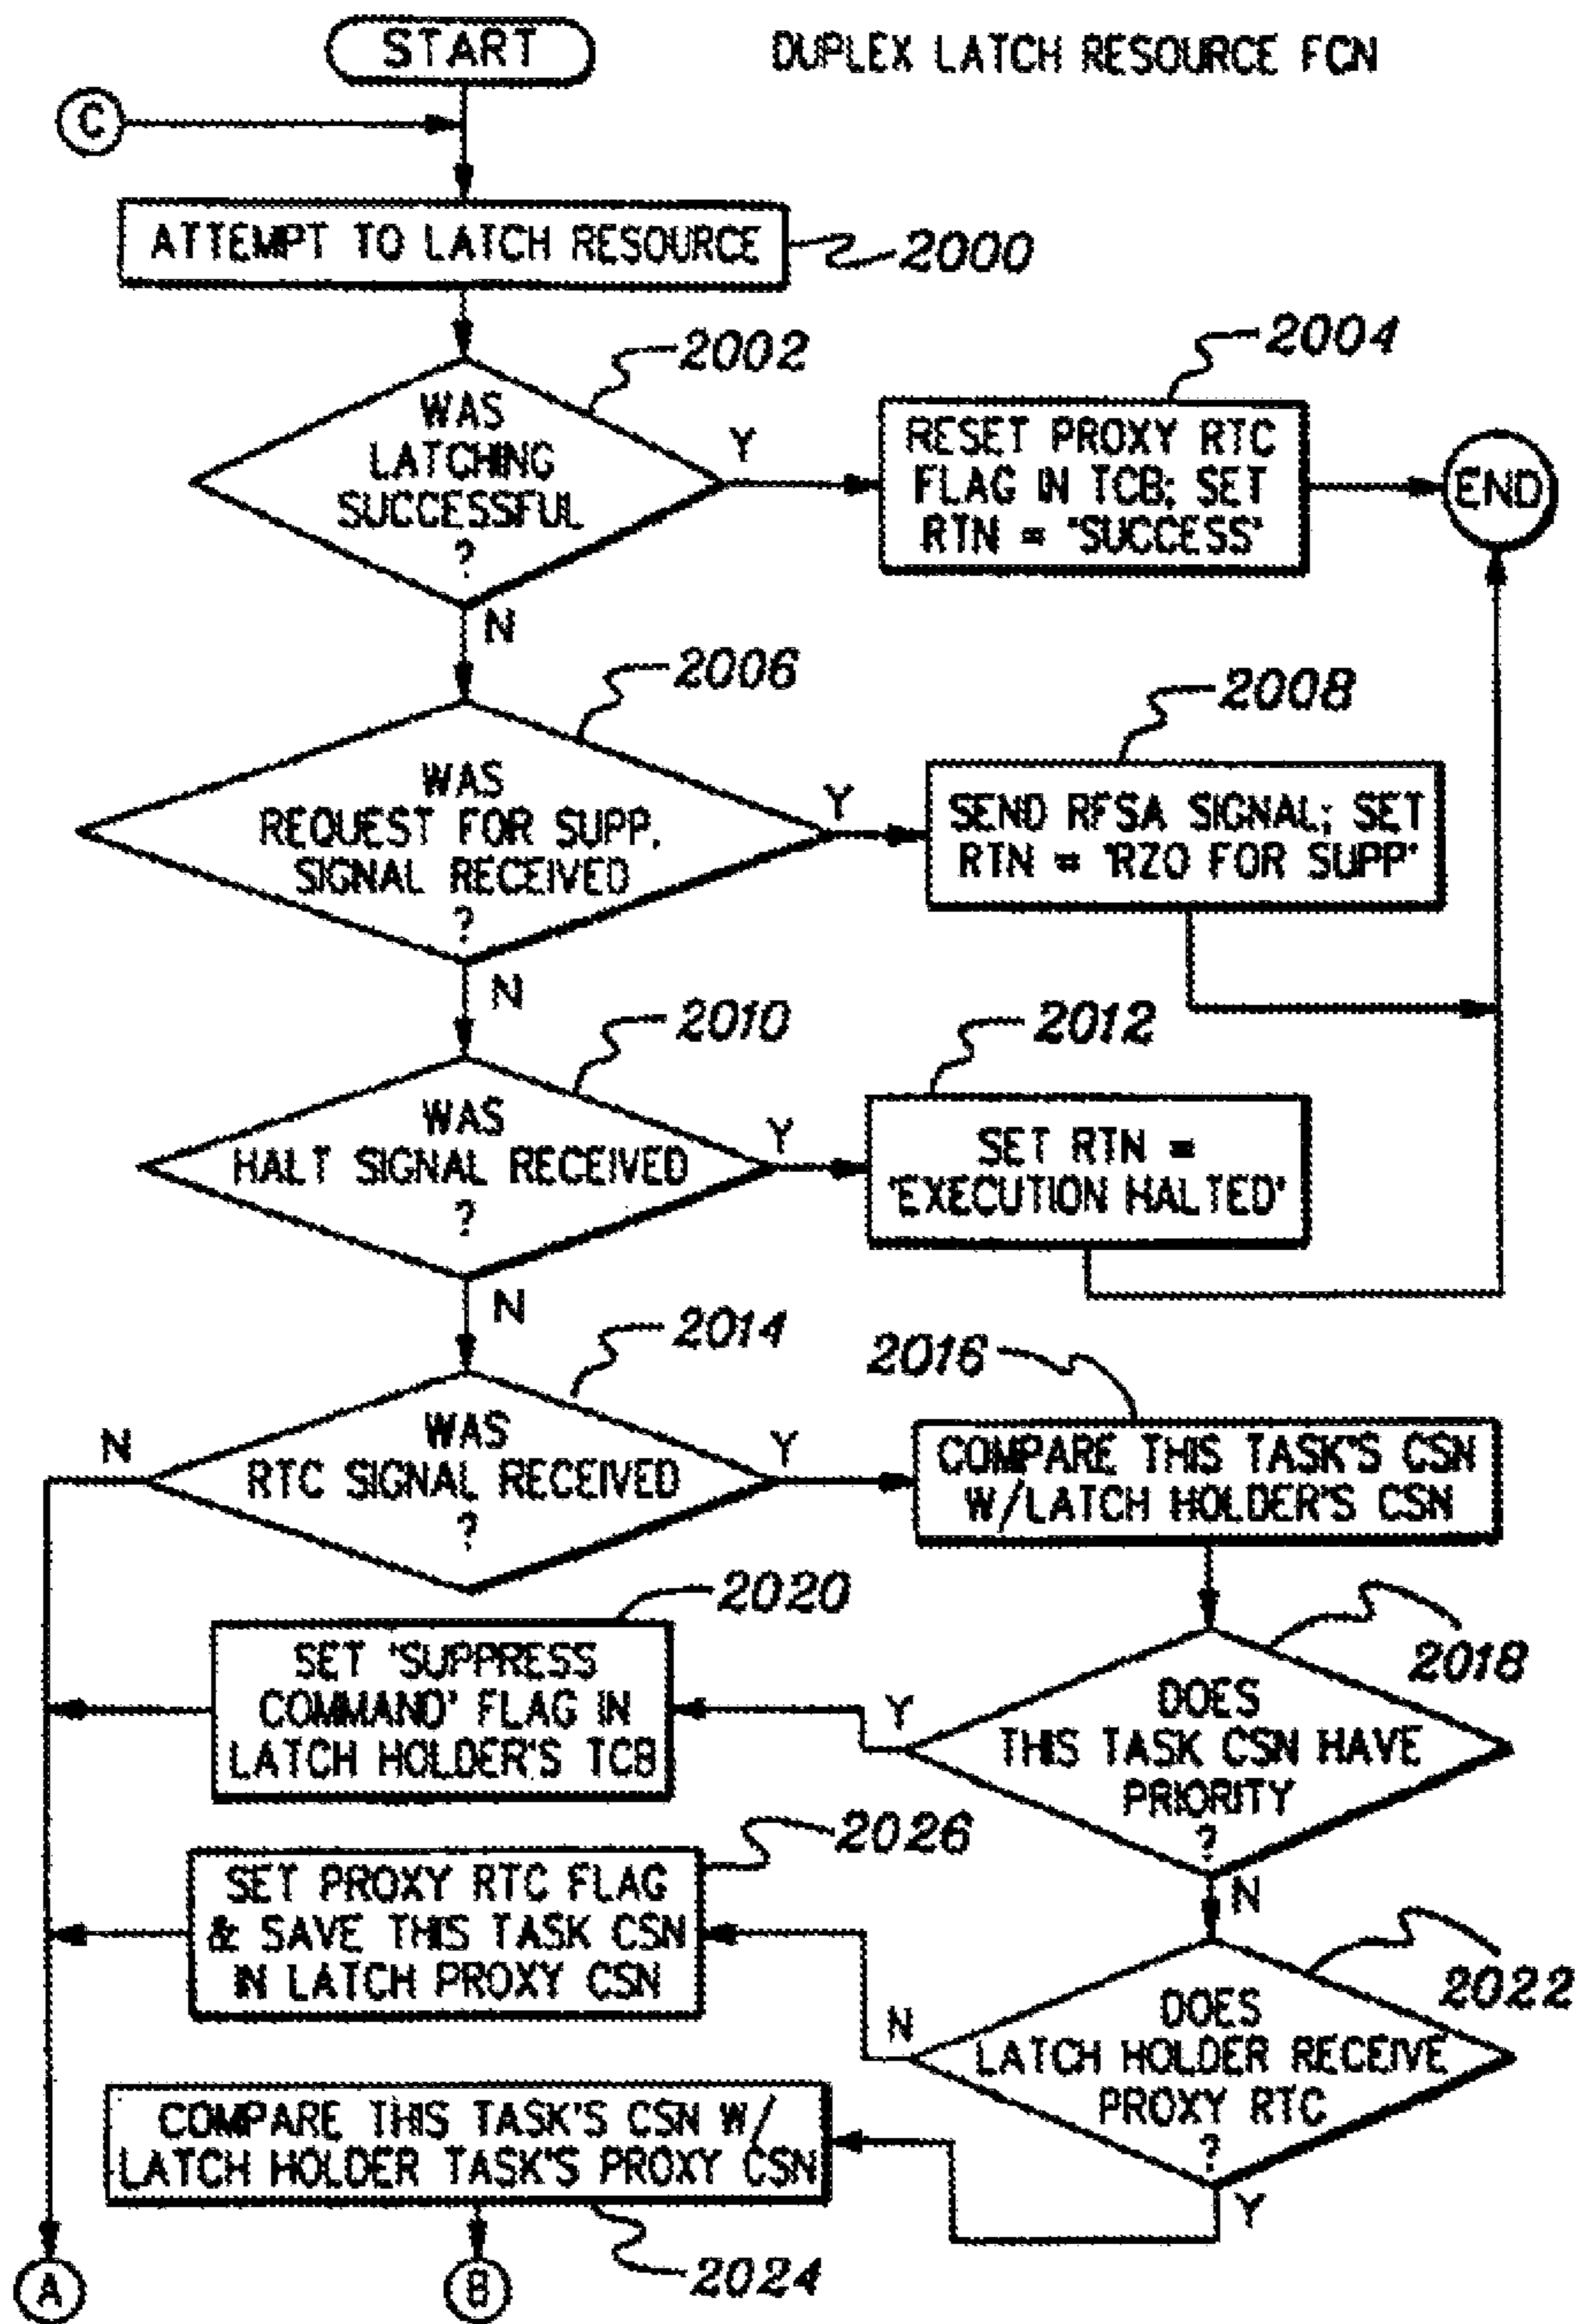 START
DUPLEX LATCH RESOURCE FCN
C
ATTEMPT TO LATCH RESOURCE
2000
2002
WAS
LATCHING
SUCCESSFUL
?
Y
N
2004
RESET PROXY RTC
FLAG IN TCB; SET
RTN = 'SUCCESS'
END
2006
WAS
REQUEST FOR SUPP.
SIGNAL RECEIVED
?
Y
N
2008
SEND RFSA SIGNAL; SET
RTN = 'RZO FOR SUPP'
2010
WAS
HALT SIGNAL RECEIVED
?
Y
N
2012
SET RTN =
'EXECUTION HALTED'
2014
WAS
RTC SIGNAL RECEIVED
?
N
Y
2016
COMPARE THIS TASK'S CSN
W/LATCH HOLDER'S CSN
2018
DOES
THIS TASK CSN HAVE
PRIORITY
?
Y
N
2020
SET 'SUPPRESS
COMMAND' FLAG IN
LATCH HOLDER'S TCB
2022
DOES
LATCH HOLDER RECEIVE
PROXY RTC
?
N
Y
2026
SET PROXY RTC FLAG
& SAVE THIS TASK CSN
IN LATCH PROXY CSN
COMPARE THIS TASK'S CSN W/
LATCH HOLDER TASK'S PROXY CSN
2024
A
B